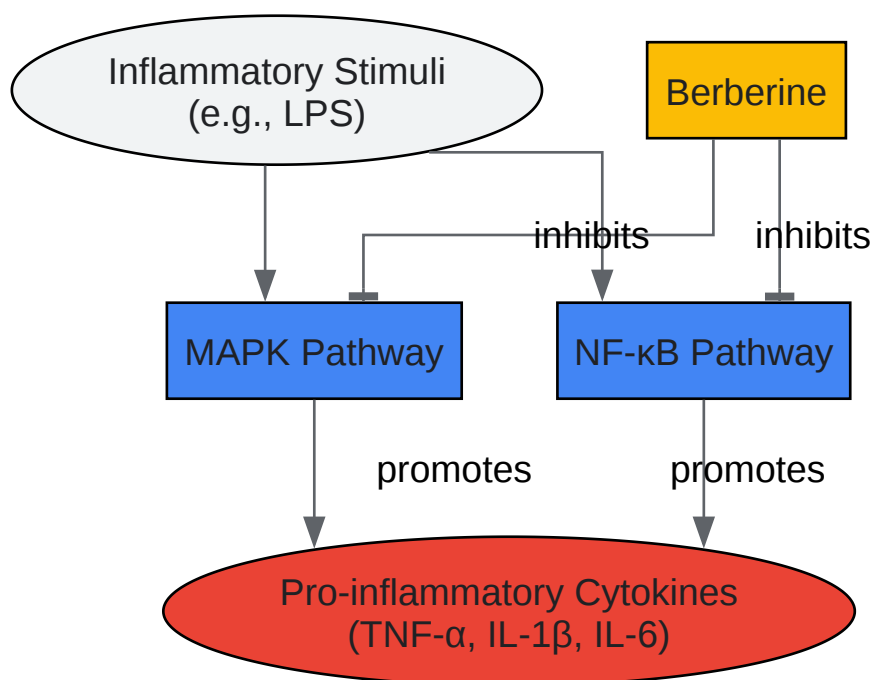 Inflammatory Stimuli
(e.g., LPS)
Berberine
inhibits
inhibits
MAPK Pathway
NF-κB Pathway
promotes
promotes
Pro-inflammatory Cytokines
(TNF-α, IL-1β, IL-6)